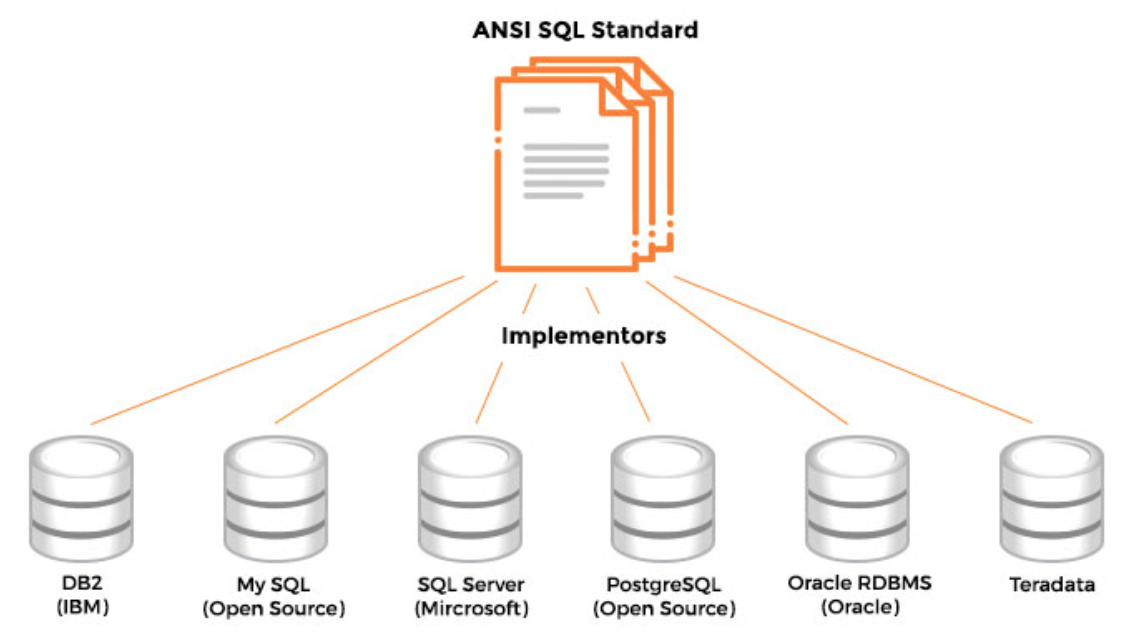 ANSI SQL Standard
Implementors
DB2
(IBM)
My SQL
(Open Source)
SQL Server
(Mircrosoft)
PostgreSQL
(Open Source)
Oracle RDBMS
(Oracle)
Teradata